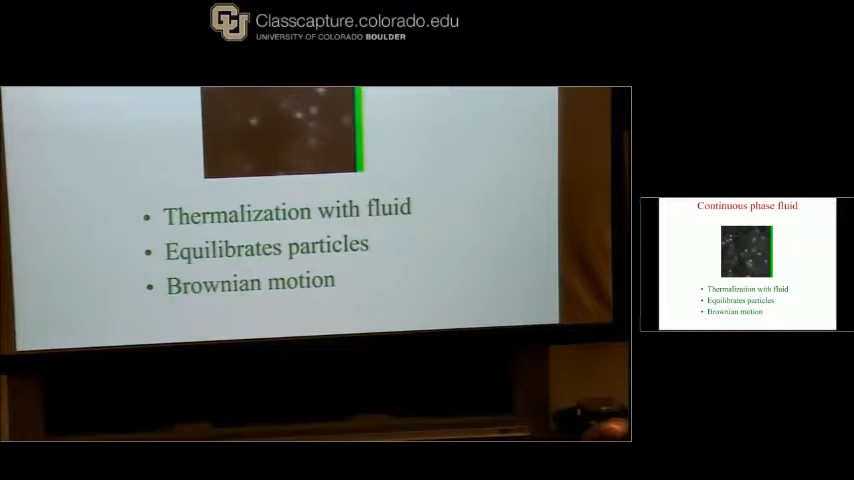 Classcapture.colorado.edu
UNIVERSITY OF COLORADO BOULDER
• Thermalization with fluid
• Equilibrates particles
• Brownian motion
Continuous phase fluid
• Thermalization with fluid
• Equilibrates particles
• Brownian motion